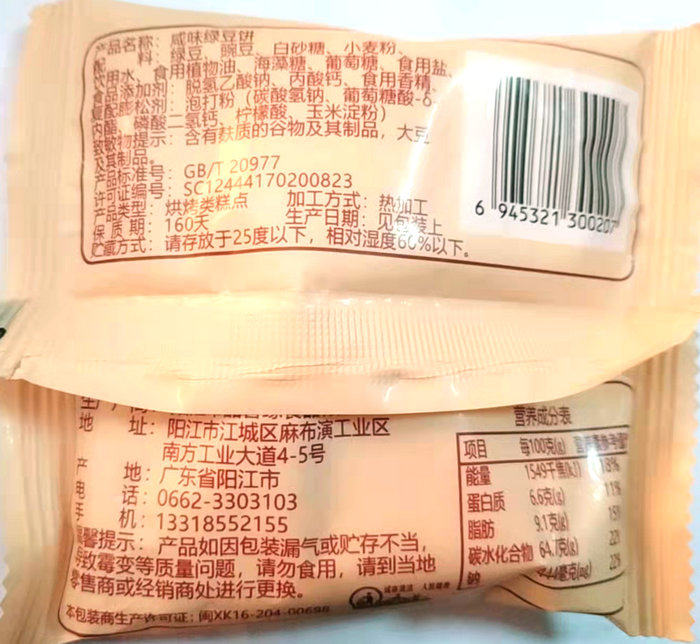 产品名称：咸味绿豆饼
配料：绿豆、豌豆、白砂糖、小麦粉、
饮用水、食用植物油、海藻糖、葡萄糖、食用盐、
食品添加剂：脱氢乙酸钠、丙酸钙、食用香精、
复配膨松剂：泡打粉（碳酸氢钠、葡萄糖酸-δ-
内酯、磷酸二氢钙、柠檬酸、玉米淀粉）
致敏物提示：含有麸质的谷物及其制品，大豆
及其制品。
产品标准号：GB/T 20977
许可证编号：SC12444170200823
产品类型：烘烤类糕点 加工方式：热加工
保质期：160天 生产日期：见包装上
贮藏方式：请存放于25度以下，相对湿度60%以下。
6 945321 300207
地址：阳江市江城区麻布演工业区
南方工业大道4-5号
产地：广东省阳江市
电话：0662-3303103
手机：13318552155
温馨提示：产品如因包装漏气或贮存不当，
导致霉变等质量问题，请勿食用，请到当地
零售商或经销商处进行更换。
本包装商生产许可证：闽XK16-204-00698
营养成分表
项目 每100克(g)
能量 1549千焦(kJ) 18%
蛋白质 6.6克(g) 11%
脂肪 9.1克(g) 15%
碳水化合物 64.7克(g) 22%
钠 毫克(mg) 22%